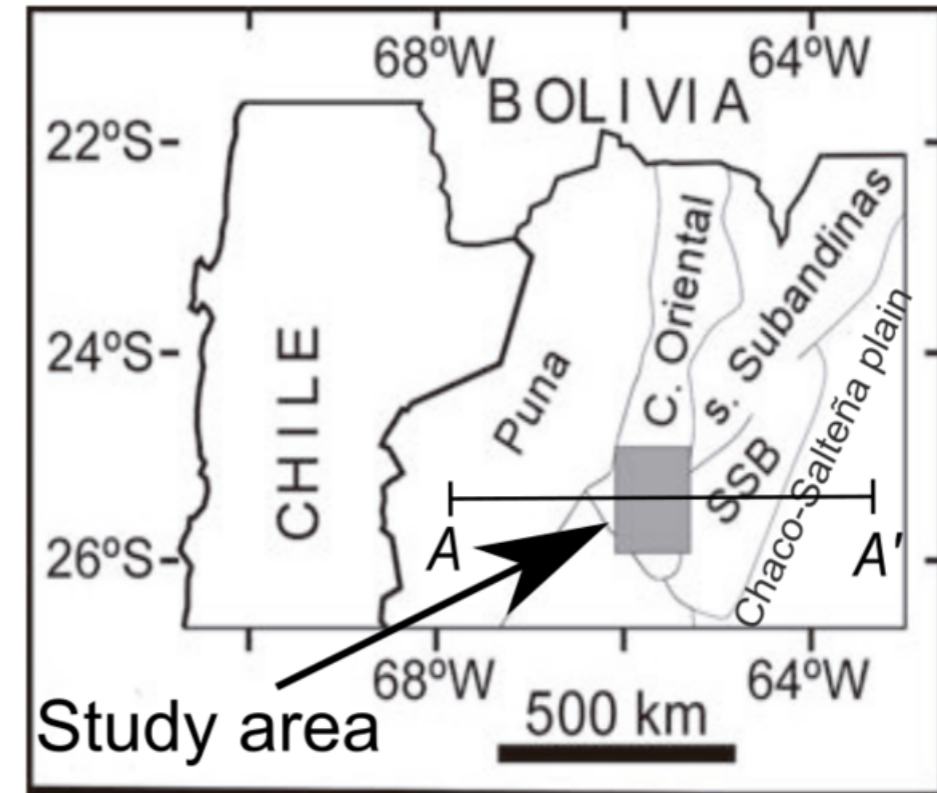 68ºW
64ºW
BOLIVIA
22ºS
24ºS
26ºS
CHILE
Puna
C. Oriental
s. Subandinas
SSB
Chaco-Salteña plain
A
A'
68ºW
64ºW
Study area
500 km